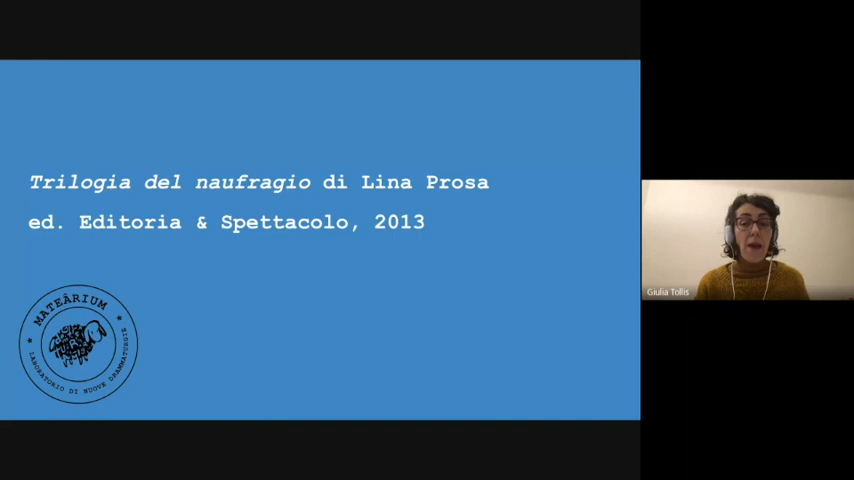 Trilogia del naufragio di Lina Prosa
ed. Editoria & Spettacolo, 2013
MATEÂRIUM
LABORATORIO DI NUOVE DRAMMATURGIE
Giulia Tollis